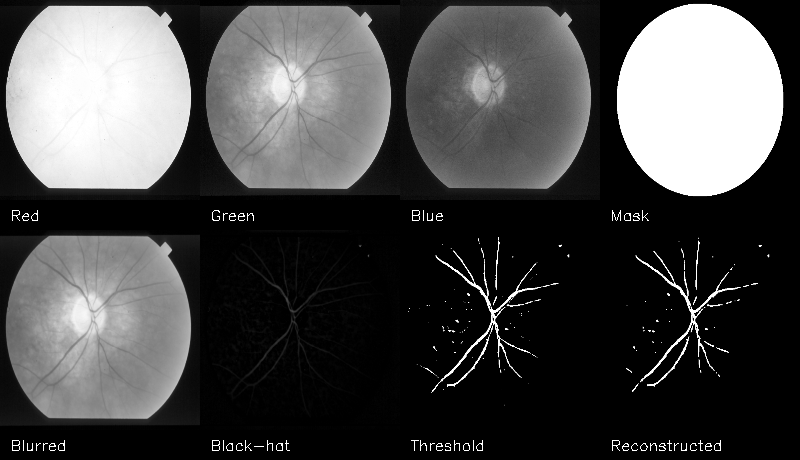 Red
Green
Blue
Mask
Blurred
Black-hat
Threshold
Reconstructed